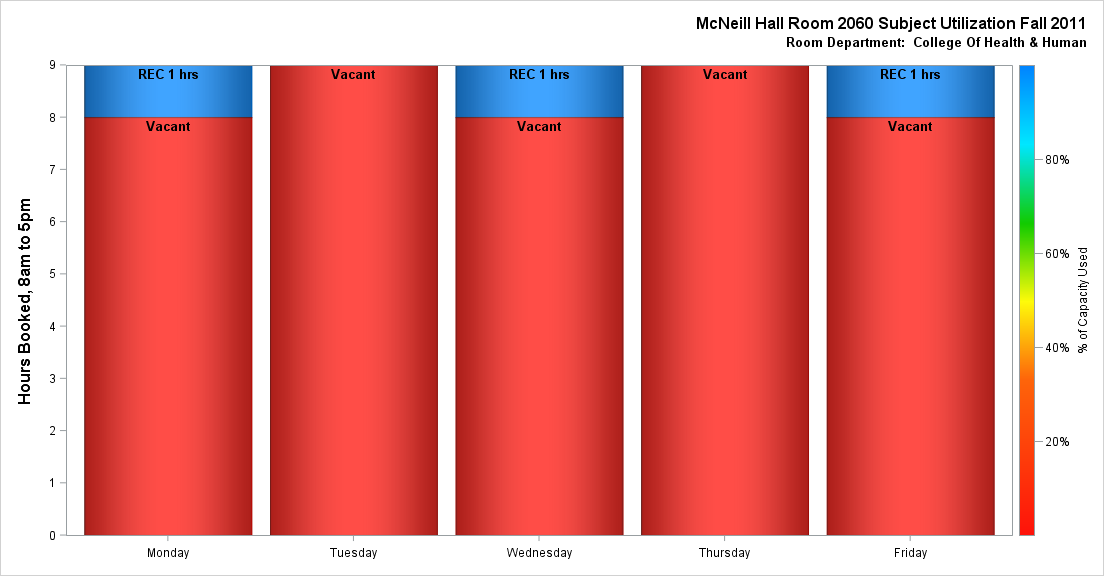 McNeill Hall Room 2060 Subject Utilization Fall 2011
Room Department:  College Of Health & Human
Hours Booked, 8am to 5pm
9
8
7
6
5
4
3
2
1
0
REC 1 hrs
Vacant
Vacant
REC 1 hrs
Vacant
Vacant
REC 1 hrs
Vacant
Monday
Tuesday
Wednesday
Thursday
Friday
80%
60%
40%
20%
% of Capacity Used